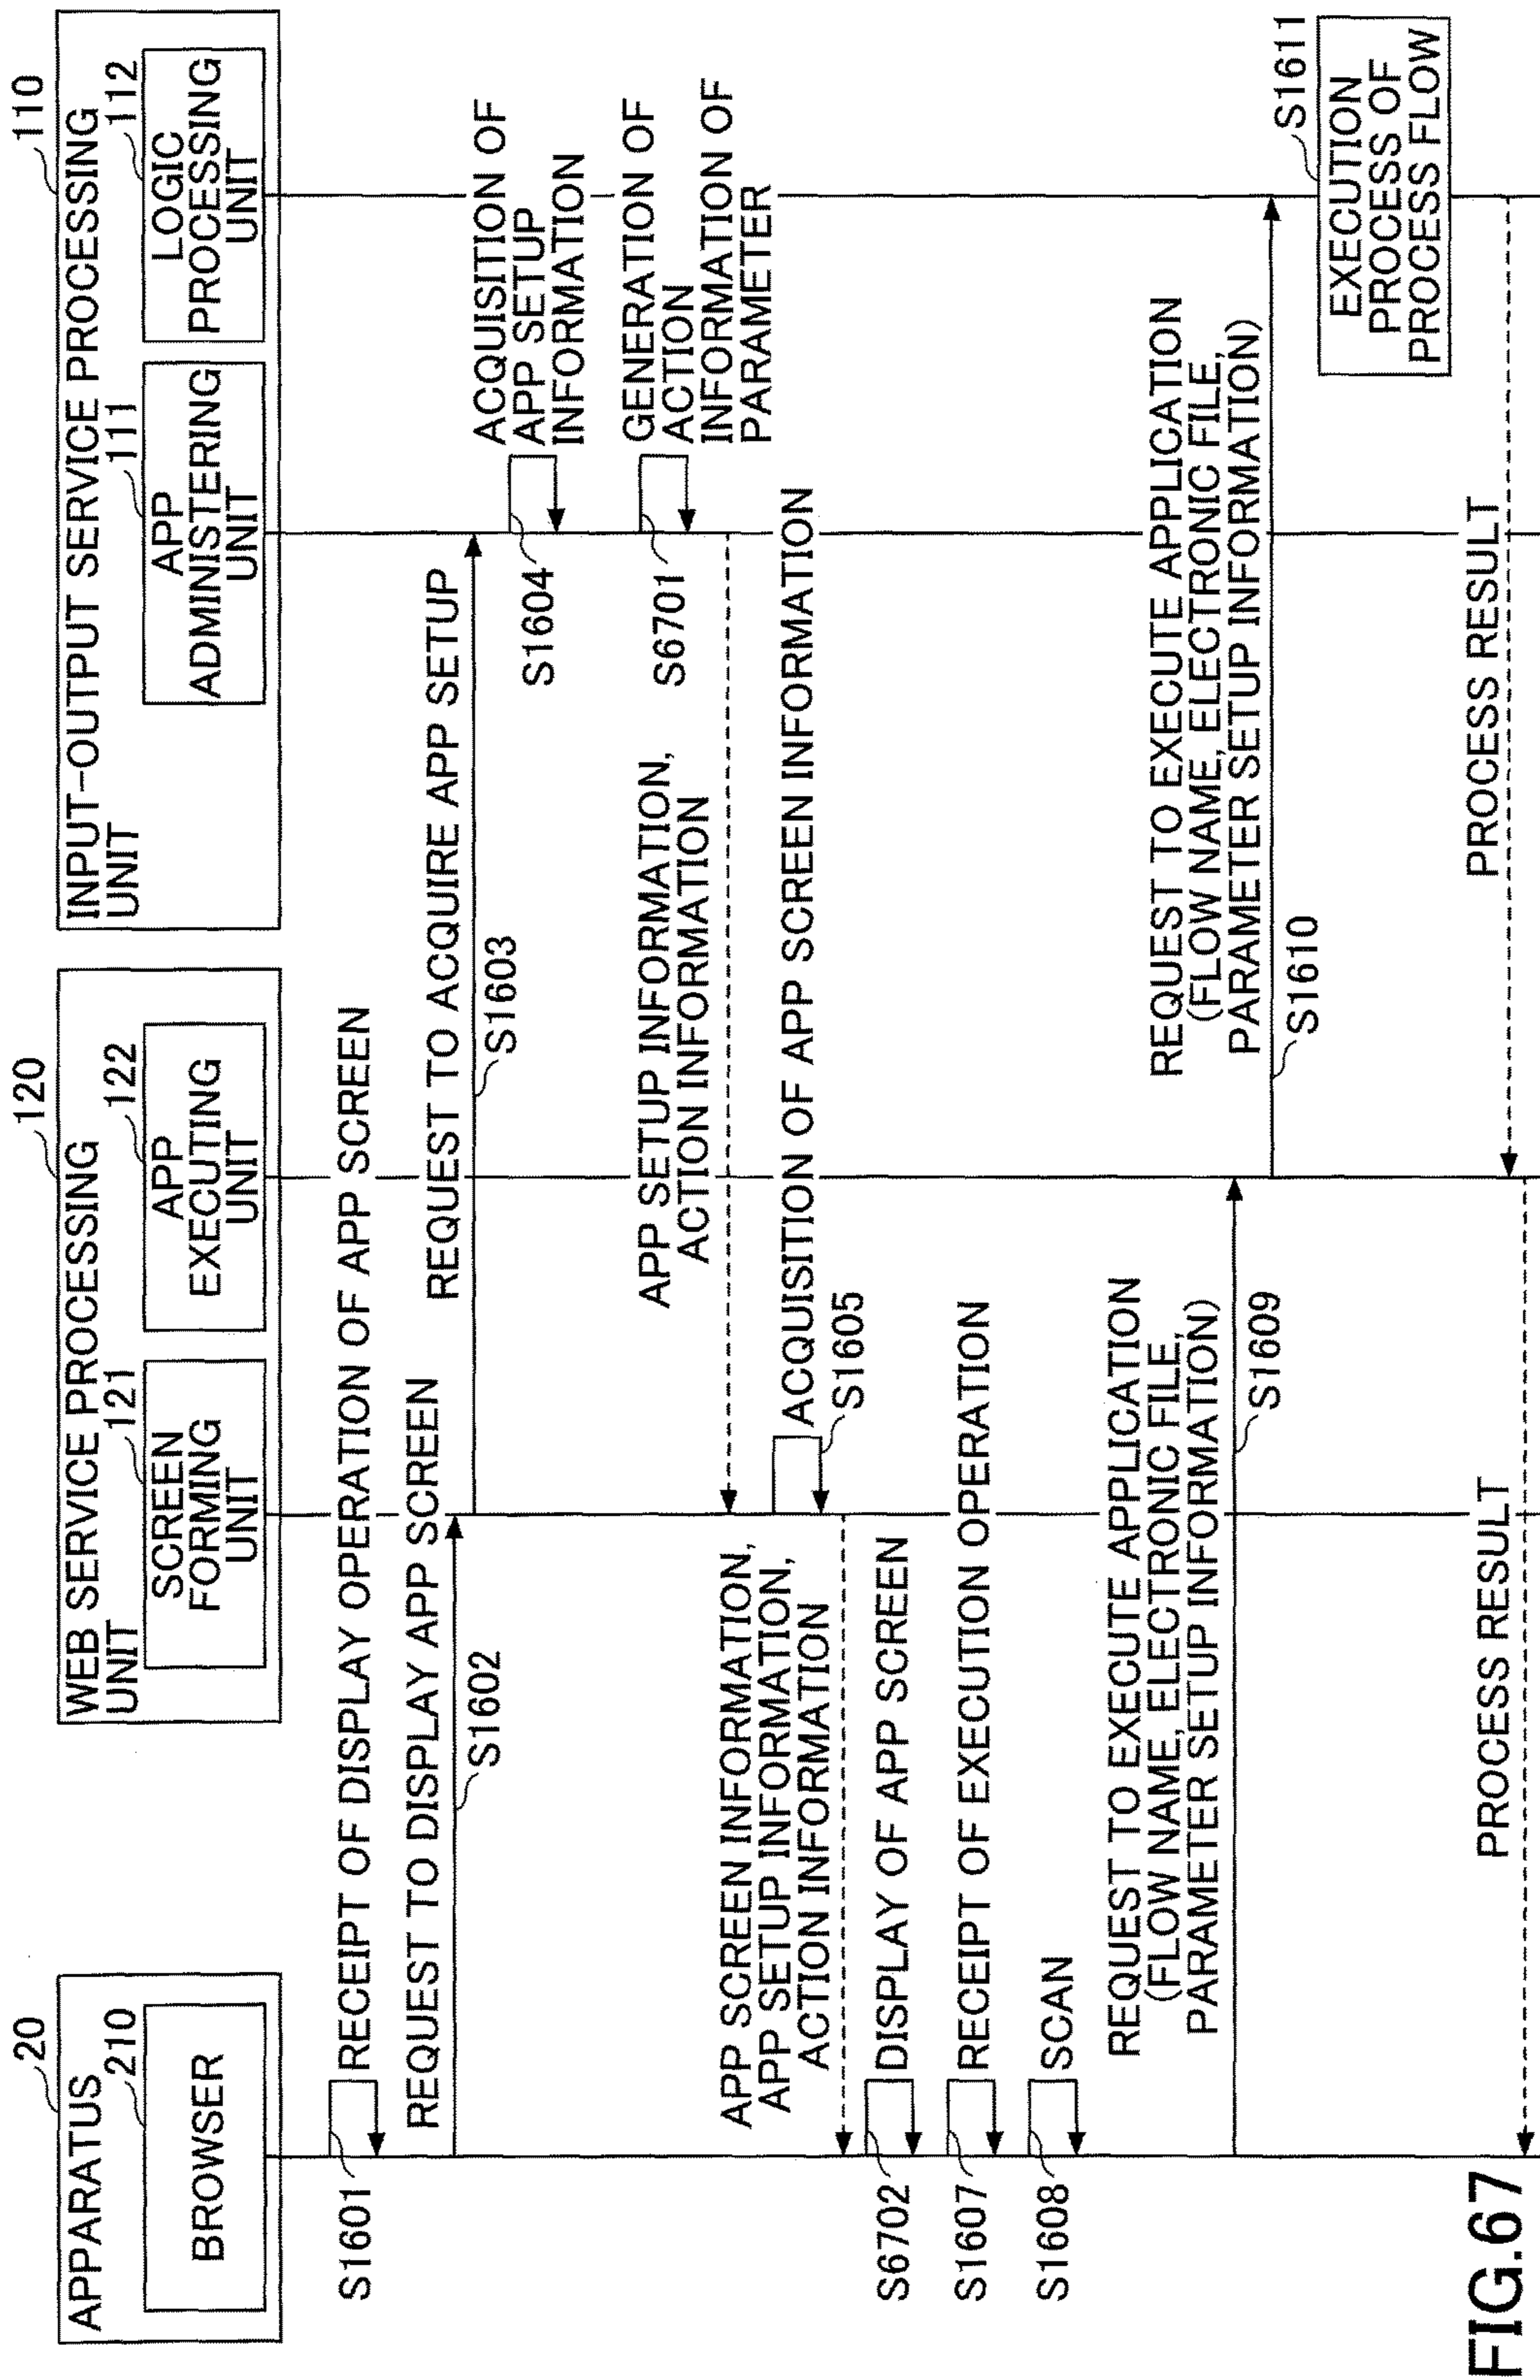 APPARATUS
20
210
BROWSER
WEB SERVICE PROCESSING
UNIT
120
121
SCREEN
FORMING
UNIT
122
APP
EXECUTING
UNIT
INPUT-OUTPUT SERVICE PROCESSING
UNIT
110
111
APP
ADMINISTERING
UNIT
112
LOGIC
PROCESSING
UNIT
S1601
RECEIPT OF DISPLAY OPERATION OF APP SCREEN
REQUEST TO DISPLAY APP SCREEN
S1602
REQUEST TO ACQUIRE APP SETUP
S1603
ACQUISITION OF
APP SETUP
INFORMATION
S1604
GENERATION OF
ACTION
INFORMATION OF
PARAMETER
S6701
APP SETUP INFORMATION,
ACTION INFORMATION
ACQUISITION OF APP SCREEN INFORMATION
S1605
APP SCREEN INFORMATION,
APP SETUP INFORMATION,
ACTION INFORMATION
DISPLAY OF APP SCREEN
S6702
RECEIPT OF EXECUTION OPERATION
S1607
SCAN
S1608
REQUEST TO EXECUTE APPLICATION
(FLOW NAME, ELECTRONIC FILE,
PARAMETER SETUP INFORMATION)
S1609
REQUEST TO EXECUTE APPLICATION
(FLOW NAME, ELECTRONIC FILE,
PARAMETER SETUP INFORMATION)
S1610
S1611
EXECUTION
PROCESS OF
PROCESS FLOW
PROCESS RESULT
PROCESS RESULT
FIG.67